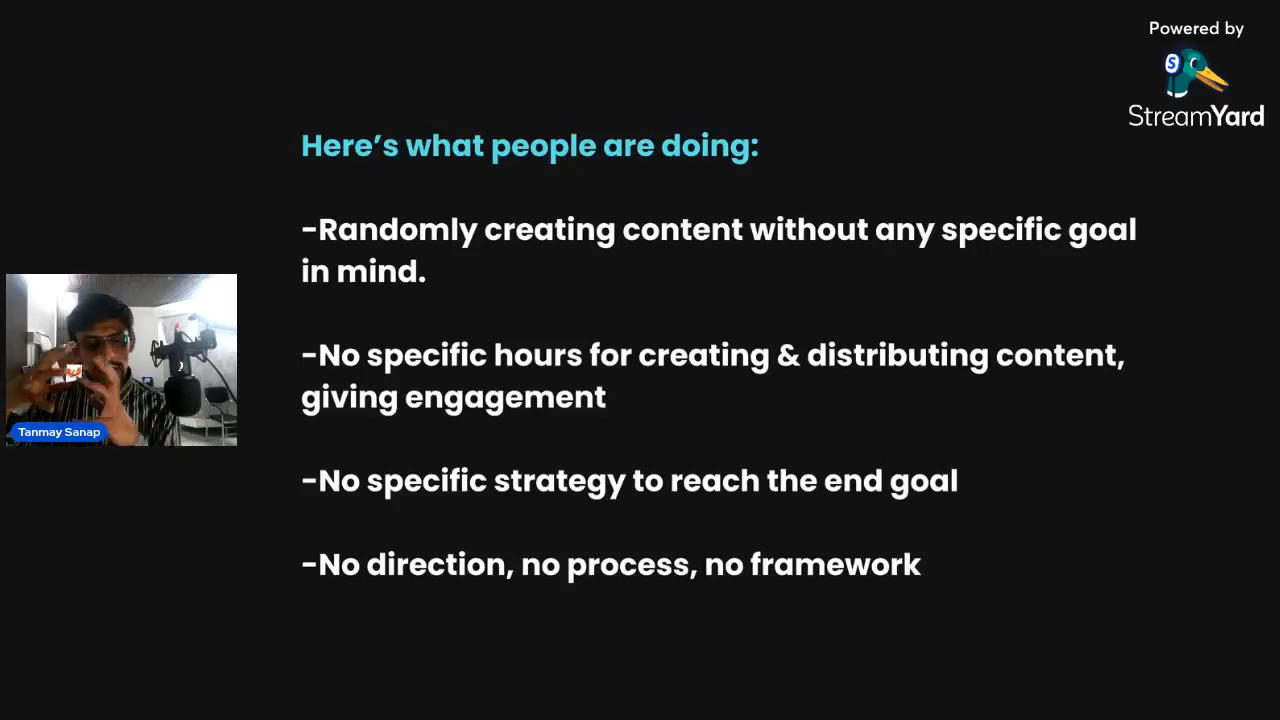 Powered by
StreamYard
Here’s what people are doing:
-Randomly creating content without any specific goal
in mind.
-No specific hours for creating & distributing content,
giving engagement
-No specific strategy to reach the end goal
-No direction, no process, no framework
Tanmay Sanap